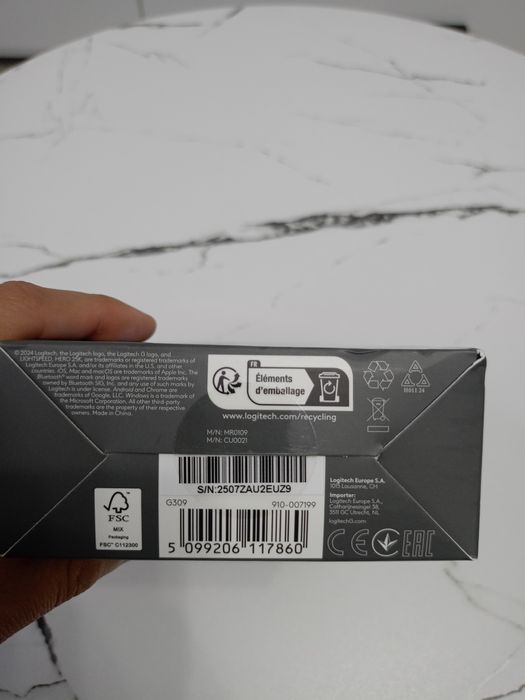 © 2024 Logitech, the Logitech logo, the Logitech G logo, and
LIGHTSPEED, HERO 25K, are trademarks or registered trademarks of
Logitech Europe S.A. and/or its affiliates in the U.S. and other
countries. iOS, Mac and macOS are trademarks of Apple Inc. The
Bluetooth® word mark and logos are registered trademarks
owned by Bluetooth SIG, Inc. and any use of such marks by
Logitech is under license. Android and Chrome are
trademarks of Google, LLC. Windows is a trademark of
the Microsoft Corporation. All other third party
trademarks are the property of their respective
owners. Made in China.
FR
Éléments
d'emballage
www.logitech.com/recycling
M/N: MR0109
M/N: CU0021
S/N:2507ZAU2EUZ9
G309
910-007199
5 099206 117860
FSC
MIX
Packaging
FSC™ C112300
Logitech Europe S.A.
1015 Lausanne, CH
Importer:
Logitech Europe S.A.,
Catharijnesingel 38,
3511 GC Utrecht, NL
logitechG.com
CE
EAC